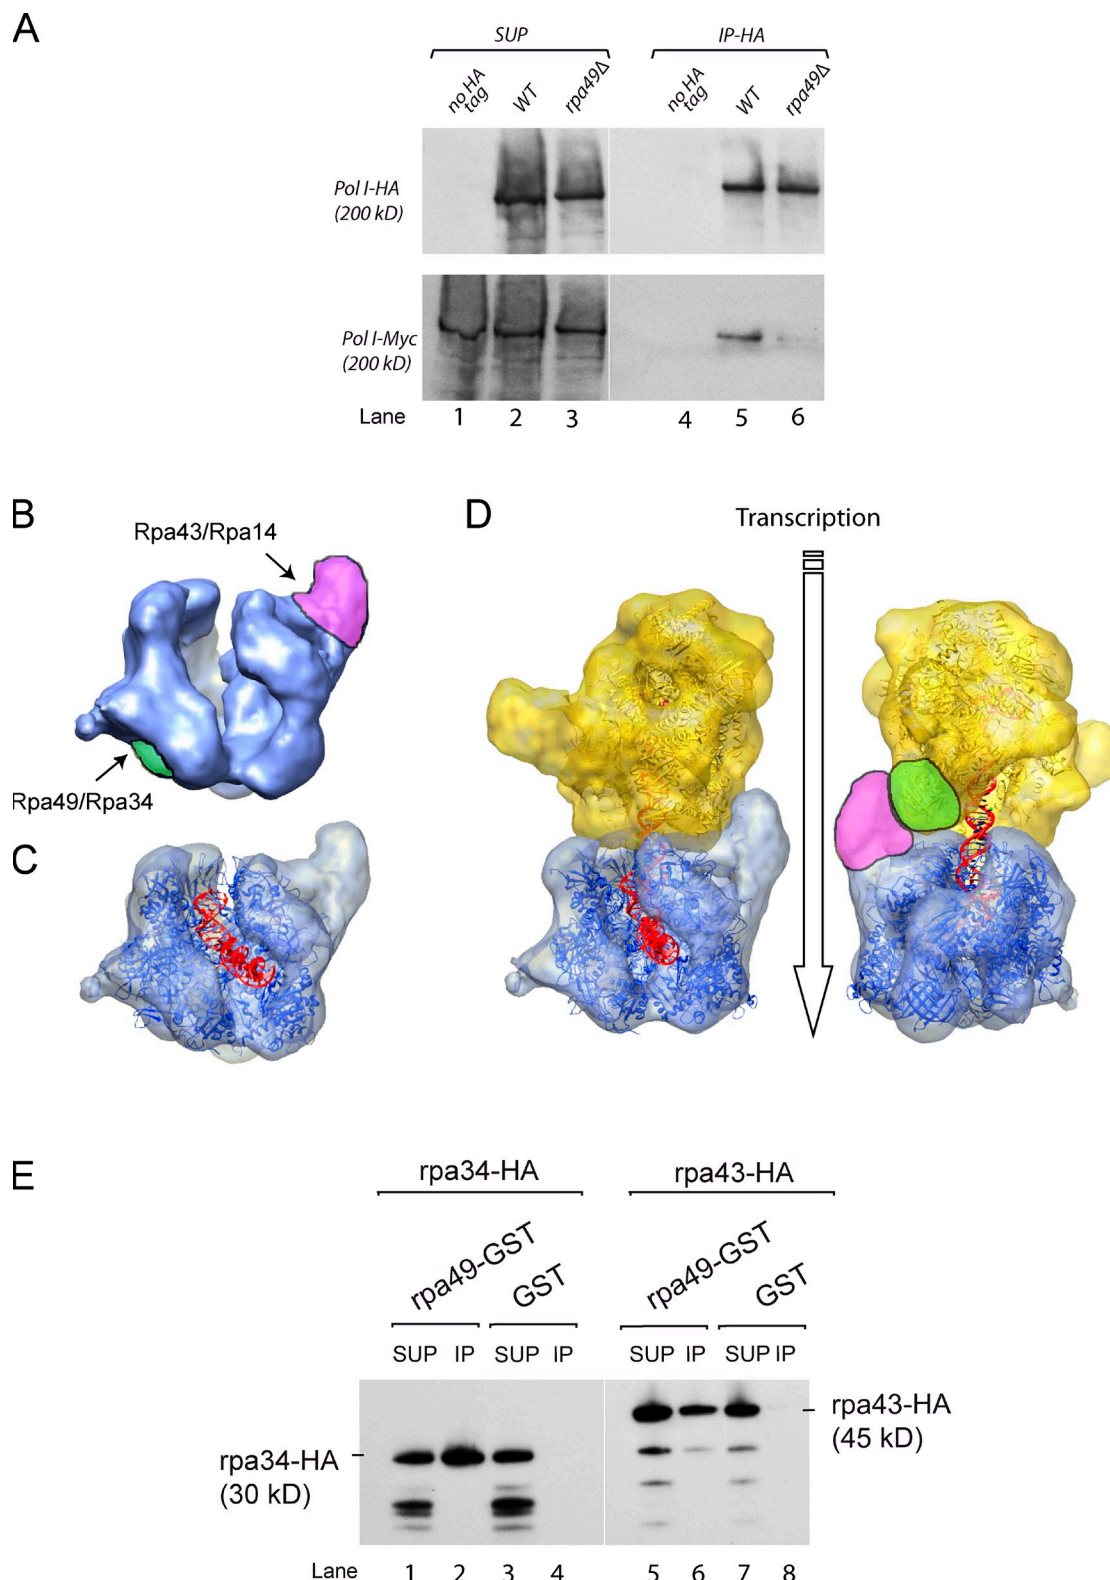 A
SUP
IP-HA
no HA
tag
WT
rpa49Δ
no HA
tag
WT
rpa49Δ
Pol I-HA
(200 kD)
Pol I-Myc
(200 kD)
Lane 1 2 3 4 5 6
B
Rpa43/Rpa14
Rpa49/Rpa34
C
D
Transcription
E
rpa34-HA
rpa43-HA
rpa49-GST
GST
rpa49-GST
GST
SUP IP SUP IP SUP IP SUP IP
rpa34-HA
(30 kD)
rpa43-HA
(45 kD)
Lane 1 2 3 4 5 6 7 8